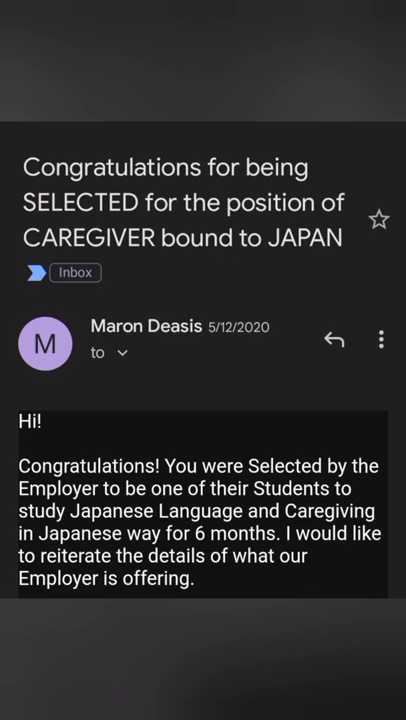 Congratulations for being
SELECTED for the position of
CAREGIVER bound to JAPAN
Inbox
M
Maron Deasis 5/12/2020
to
Hi!
Congratulations! You were Selected by the
Employer to be one of their Students to
study Japanese Language and Caregiving
in Japanese way for 6 months. I would like
to reiterate the details of what our
Employer is offering.